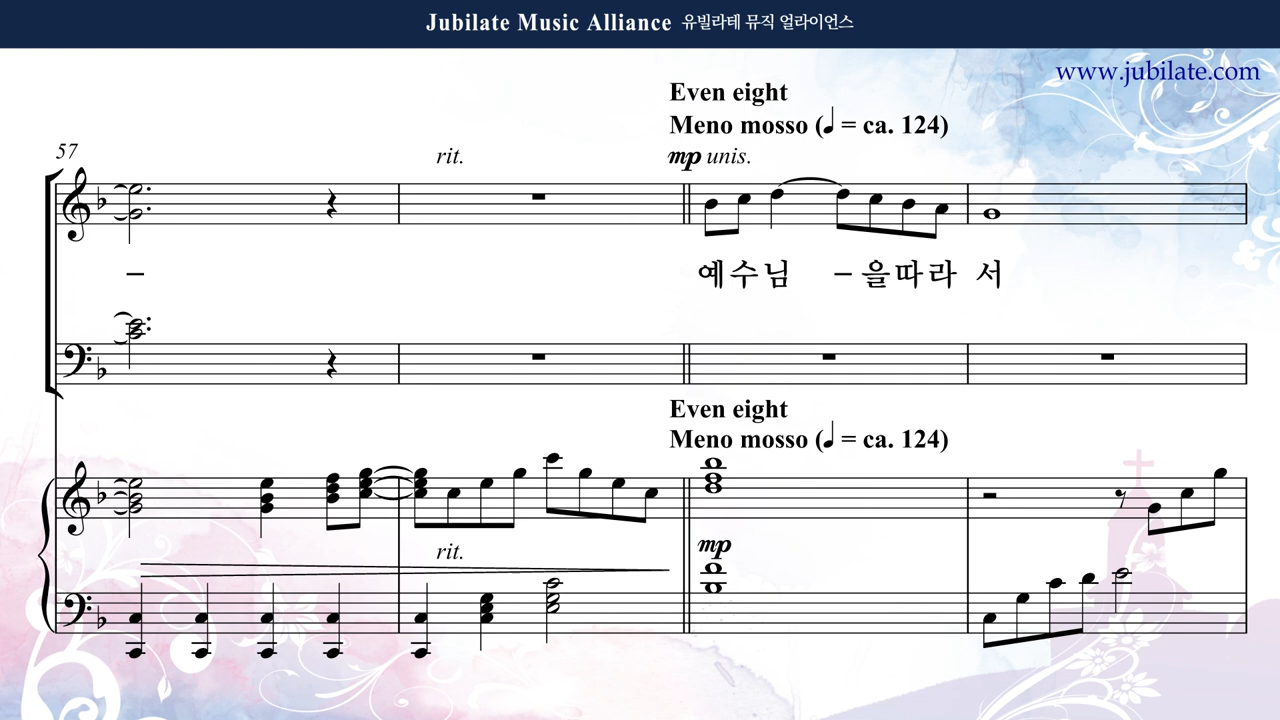 Jubilate Music Alliance 유빌라테 뮤직 얼라이언스
www.jubilate.com
Even eight
Meno mosso (♩ = ca. 124)
57
rit.
mp unis.
– 예수님 – 을따라 서
Even eight
Meno mosso (♩ = ca. 124)
rit.
mp